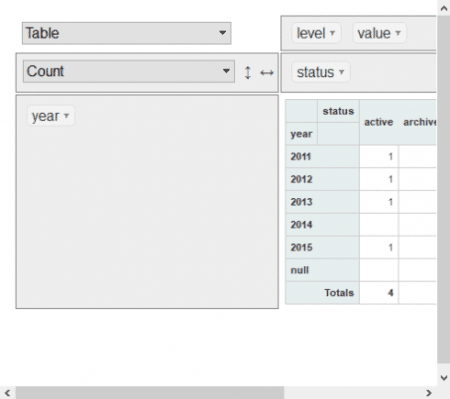 Table
level value
Count
status
year
status active archive
year
2011 1
2012 1
2013 1
2014
2015 1
null
Totals 4